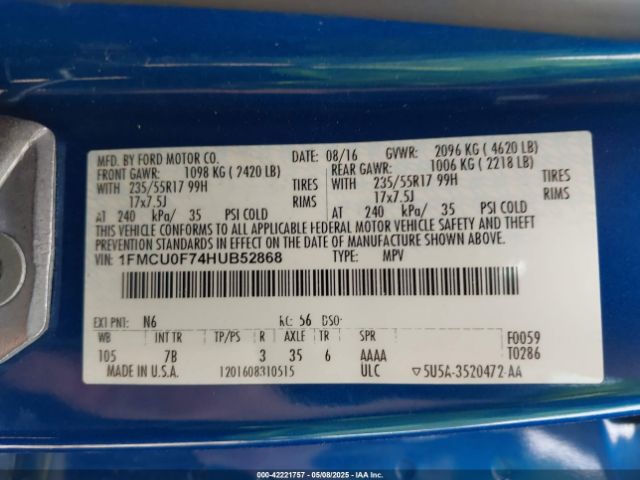 MFD. BY FORD MOTOR CO. DATE: 08/16 GVWR: 2096 KG ( 4620 LB)
FRONT GAWR: 1098 KG ( 2420 LB) REAR GAWR: 1006 KG ( 2218 LB)
WITH 235/55R17 99H TIRES WITH 235/55R17 99H TIRES
17x7.5J RIMS 17x7.5J RIMS
AT 240 kPa/ 35 PSI COLD AT 240 kPa/ 35 PSI COLD
THIS VEHICLE CONFORMS TO ALL APPLICABLE FEDERAL MOTOR VEHICLE SAFETY AND THEFT
PREVENTION STANDARDS IN EFFECT ON THE DATE OF MANUFACTURE SHOWN ABOVE.
VIN: 1FMCU0F74HUB52868 TYPE: MPV
EXT PNT: N6 RC: 56 DSO:
WB INT TR TP/PS R AXLE TR SPR F0059
105 7B 3 35 6 AAAA T0286
MADE IN U.S.A. 1201608310515 ULC ▽5U5A-3520472-AA
000-42221757 - 05/08/2025 - IAAI Inc.